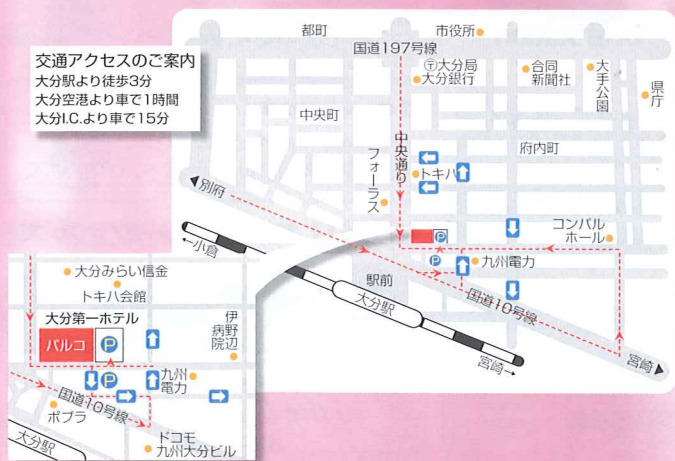 交通アクセスのご案内
大分駅より徒歩3分
大分空港より車で1時間
大分I.C.より車で15分
都町
市役所
国道197号線
〒大分局
大分銀行
合同
新聞社
大手公園
県庁
中央町
中央通り
府内町
フォーラス
トキハ
◀別府
コンパル
ホール
←小倉
P
P
九州電力
駅前
大分駅
国道10号線
宮崎→
宮崎▶
大分みらい信金
トキハ会館
大分第一ホテル
伊野辺
病院
パルコ
P
P
九州
電力
国道10号線
ポプラ
ドコモ
九州大分ビル
大分駅